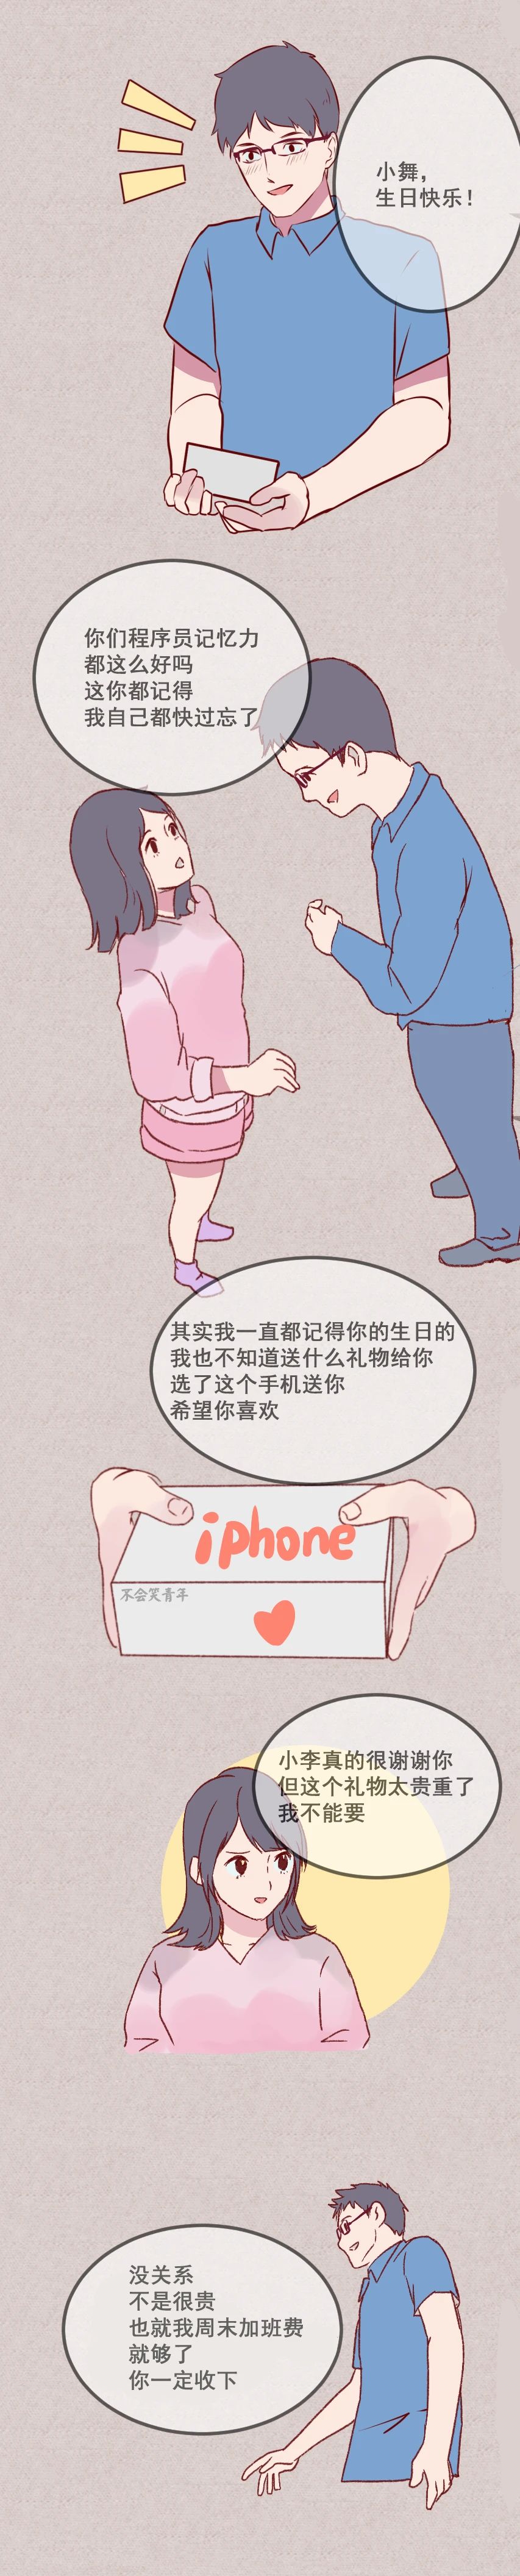 小舞，
生日快乐！
你们程序员记忆力
都这么好吗
这你都记得
我自己都快过忘了
其实我一直都记得你的生日的
我也不知道送什么礼物给你
选了这个手机送你
希望你喜欢
iphone
不会笑青年
小李真的很谢谢你
但这个礼物太贵重了
我不能要
没关系
不是很贵
也就我周末加班费
就够了
你一定收下